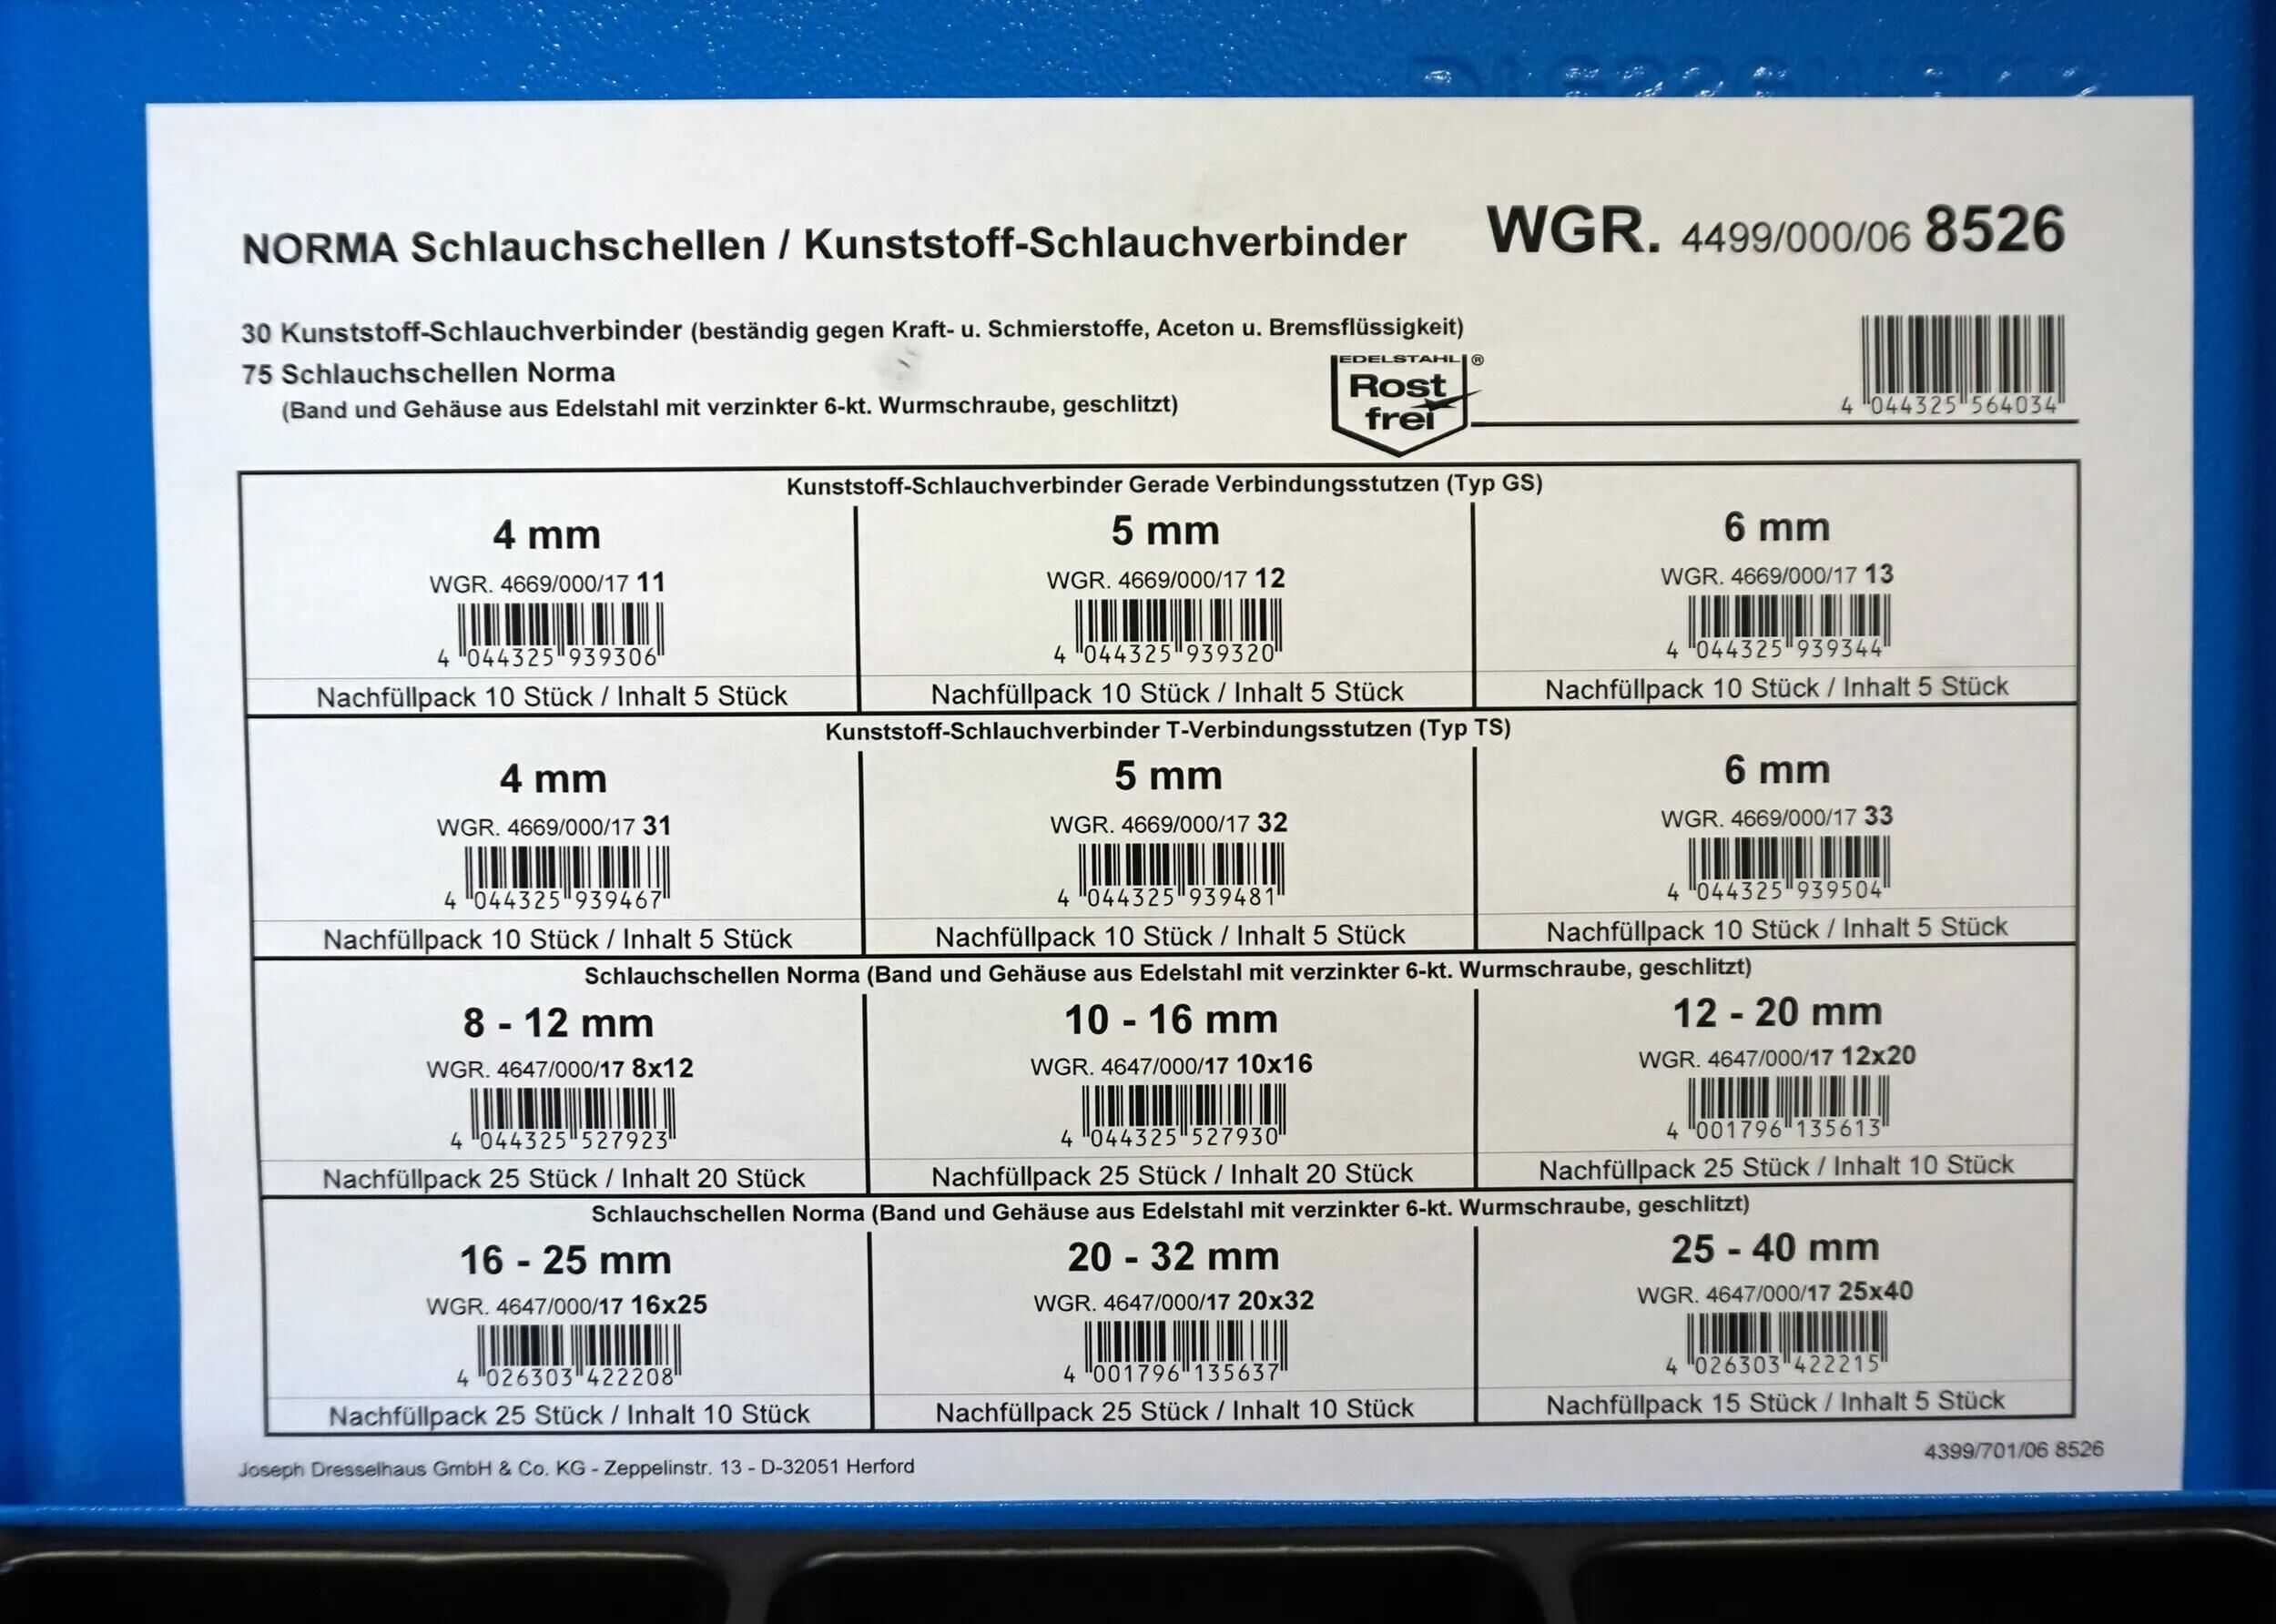 NORMA Schlauchschellen / Kunststoff-Schlauchverbinder WGR. 4499/000/06 8526
30 Kunststoff-Schlauchverbinder (beständig gegen Kraft- u. Schmierstoffe, Aceton u. Bremsflüssigkeit)
75 Schlauchschellen Norma
(Band und Gehäuse aus Edelstahl mit verzinkter 6-kt. Wurmschraube, geschlitzt)
EDELSTAHL ®
Rost
frei
4 044325 564034
Kunststoff-Schlauchverbinder Gerade Verbindungsstutzen (Typ GS)
4 mm
WGR. 4669/000/17 11
4 044325 939306
Nachfüllpack 10 Stück / Inhalt 5 Stück
5 mm
WGR. 4669/000/17 12
4 044325 939320
Nachfüllpack 10 Stück / Inhalt 5 Stück
6 mm
WGR. 4669/000/17 13
4 044325 939344
Nachfüllpack 10 Stück / Inhalt 5 Stück
Kunststoff-Schlauchverbinder T-Verbindungsstutzen (Typ TS)
4 mm
WGR. 4669/000/17 31
4 044325 939467
Nachfüllpack 10 Stück / Inhalt 5 Stück
5 mm
WGR. 4669/000/17 32
4 044325 939481
Nachfüllpack 10 Stück / Inhalt 5 Stück
6 mm
WGR. 4669/000/17 33
4 044325 939504
Nachfüllpack 10 Stück / Inhalt 5 Stück
Schlauchschellen Norma (Band und Gehäuse aus Edelstahl mit verzinkter 6-kt. Wurmschraube, geschlitzt)
8 - 12 mm
WGR. 4647/000/17 8x12
4 044325 527923
Nachfüllpack 25 Stück / Inhalt 20 Stück
10 - 16 mm
WGR. 4647/000/17 10x16
4 044325 527930
Nachfüllpack 25 Stück / Inhalt 20 Stück
12 - 20 mm
WGR. 4647/000/17 12x20
4 001796 135613
Nachfüllpack 25 Stück / Inhalt 10 Stück
Schlauchschellen Norma (Band und Gehäuse aus Edelstahl mit verzinkter 6-kt. Wurmschraube, geschlitzt)
16 - 25 mm
WGR. 4647/000/17 16x25
4 026303 422208
Nachfüllpack 25 Stück / Inhalt 10 Stück
20 - 32 mm
WGR. 4647/000/17 20x32
4 001796 135637
Nachfüllpack 25 Stück / Inhalt 10 Stück
25 - 40 mm
WGR. 4647/000/17 25x40
4 026303 422215
Nachfüllpack 15 Stück / Inhalt 5 Stück
Joseph Dresselhaus GmbH & Co. KG - Zeppelinstr. 13 - D-32051 Herford
4399/701/06 8526